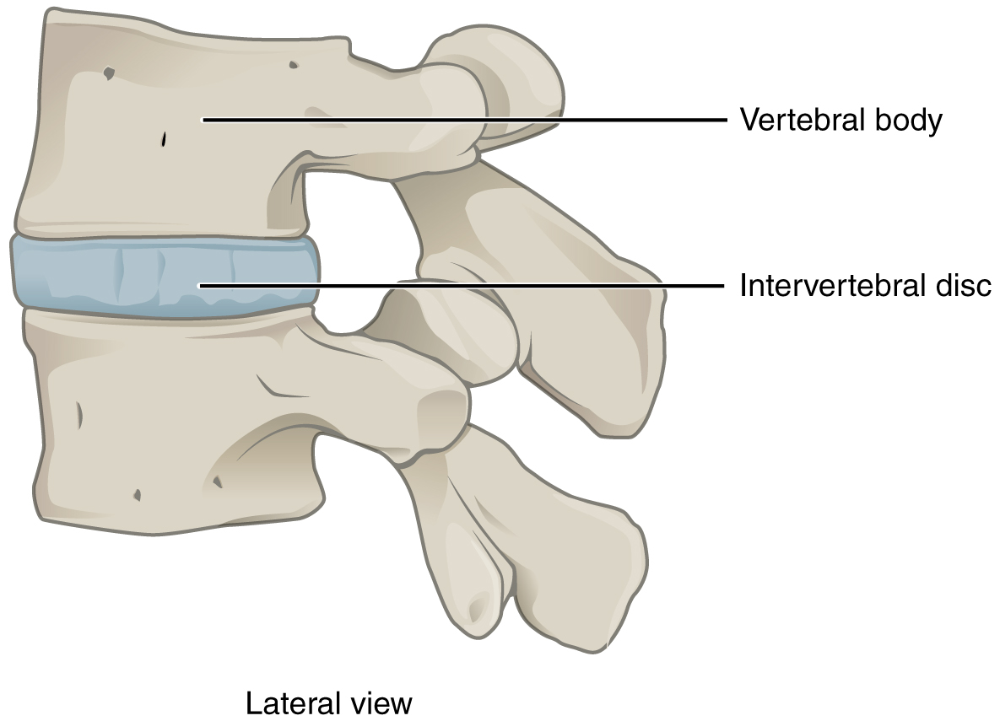 Vertebral body
Intervertebral disc
Lateral view